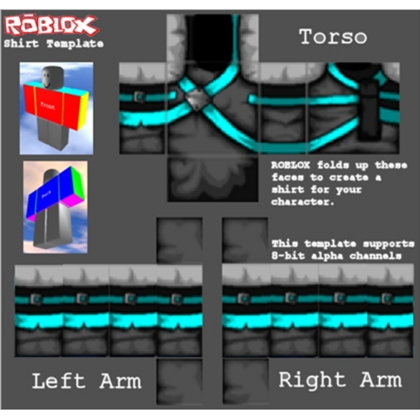 ROBLOX
Shirt Template
Torso
Front
Back
ROBLOX folds up these
faces to create a
shirt for your
character.
This template supports
8-bit alpha channels
Left Arm
Right Arm